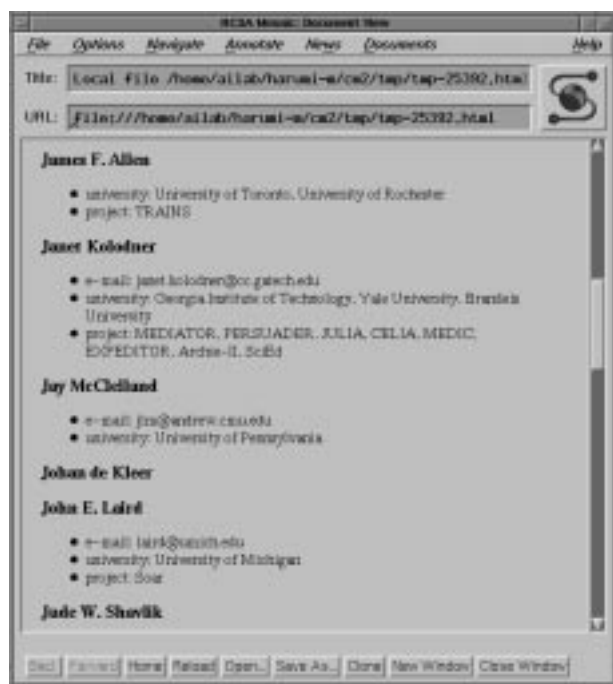 NCSA Mosaic: Document View
File Options Navigate Annotate News Documents Help
Title: Local file /home/ailab/harumi-m/cm2/tmp/tmp-25392.html
URL: file:///home/ailab/harumi-m/cm2/tmp/tmp-25392.html
James F. Allen
• university: University of Toronto, University of Rochester
• project: TRAINS
Janet Kolodner
• e-mail: janet.kolodner@cc.gatech.edu
• university: Georgia Institute of Technology, Yale University, Brandeis
University
• project: MEDIATOR, PERSUADER, JULIA, CELIA, MEDIC,
EXPEDITOR, Archie-II, SciEd
Jay McClelland
• e-mail: jlm@andrew.cmu.edu
• university: University of Pennsylvania
Johan de Kleer
John E. Laird
• e-mail: laird@umich.edu
• university: University of Michigan
• project: Soar
Jude W. Shavlik
Back Forward Home Reload Open... Save As... Clone New Window Close Window